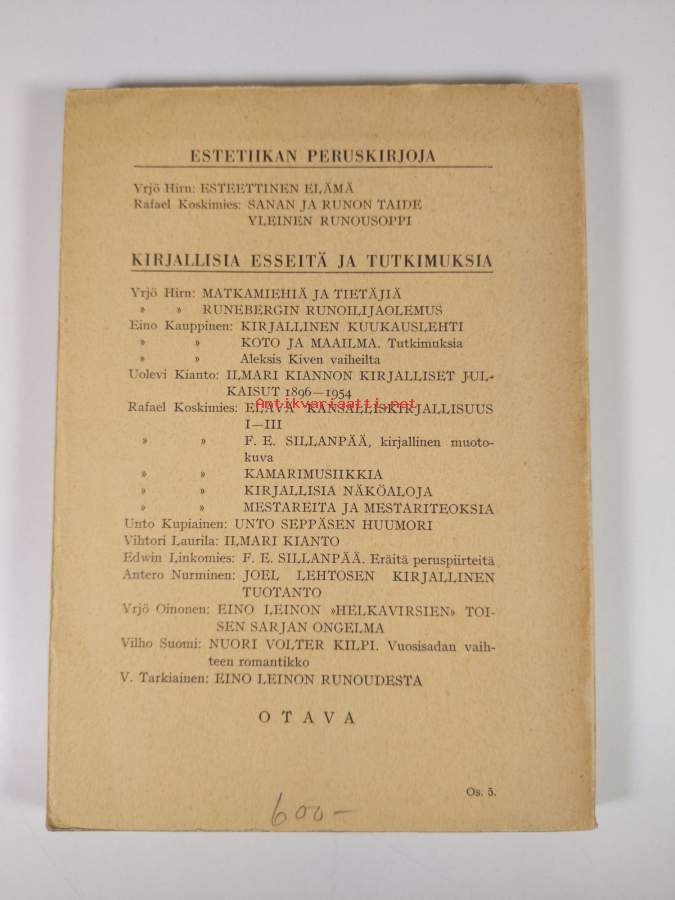 ESTETIIKAN PERUSKIRJOJA
Yrjö Hirn: ESTEETTINEN ELÄMÄ
Rafael Koskimies: SANAN JA RUNON TAIDE
YLEINEN RUNOUSOPPI
KIRJALLISIA ESSEITÄ JA TUTKIMUKSIA
Yrjö Hirn: MATKAMIEHIÄ JA TIETÄJIÄ
» » RUNEBERGIN RUNOILIJAOLEMUS
Eino Kauppinen: KIRJALLINEN KUUKAUSLEHTI
» » KOTO JA MAAILMA. Tutkimuksia
» » Aleksis Kiven vaiheilta
Uolevi Kianto: ILMARI KIANNON KIRJALLISET JUL-
KAISUT 1896—1954
Antikvariaatti.net
Rafael Koskimies: ELÄVÄ KANSALLISKIRJALLISUUS
I—III
» » F. E. SILLANPÄÄ, kirjallinen muoto-
kuva
» » KAMARIMUSIIKKIA
» » KIRJALLISIA NÄKÖALOJA
» » MESTAREITA JA MESTARITEOKSIA
Unto Kupiainen: UNTO SEPPÄSEN HUUMORI
Vihtori Laurila: ILMARI KIANTO
Edwin Linkomies: F. E. SILLANPÄÄ. Eräitä peruspiirteitä
Antero Nurminen: JOEL LEHTOSEN KIRJALLINEN
TUOTANTO
Yrjö Oinonen: EINO LEINON »HELKAVIRSIEN» TOI-
SEN SARJAN ONGELMA
Vilho Suomi: NUORI VOLTER KILPI. Vuosisadan vaih-
teen romantikko
V. Tarkiainen: EINO LEINON RUNOUDESTA
OTAVA
Os. 5.
600-